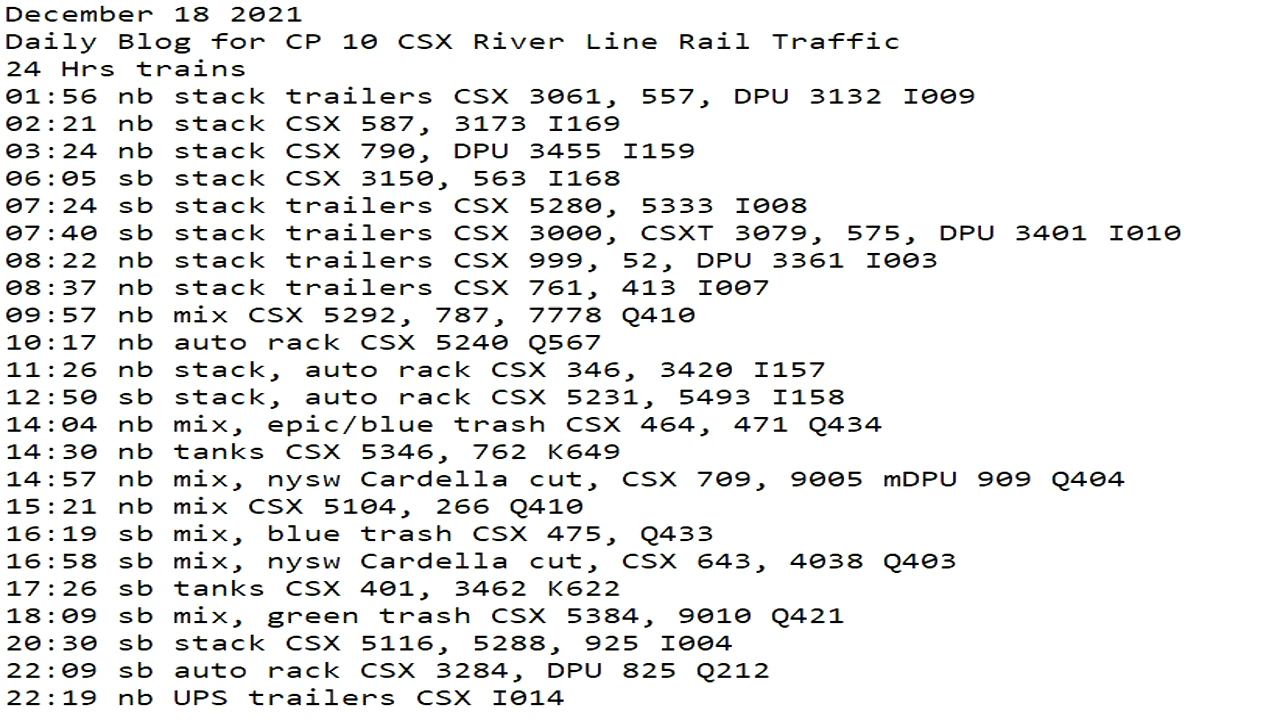 December 18 2021
Daily Blog for CP 10 CSX River Line Rail Traffic
24 Hrs trains
01:56 nb stack trailers CSX 3061, 557, DPU 3132 I009
02:21 nb stack CSX 587, 3173 I169
03:24 nb stack CSX 790, DPU 3455 I159
06:05 sb stack CSX 3150, 563 I168
07:24 sb stack trailers CSX 5280, 5333 I008
07:40 sb stack trailers CSX 3000, CSXT 3079, 575, DPU 3401 I010
08:22 nb stack trailers CSX 999, 52, DPU 3361 I003
08:37 nb stack trailers CSX 761, 413 I007
09:57 nb mix CSX 5292, 787, 7778 Q410
10:17 nb auto rack CSX 5240 Q567
11:26 nb stack, auto rack CSX 346, 3420 I157
12:50 sb stack, auto rack CSX 5231, 5493 I158
14:04 nb mix, epic/blue trash CSX 464, 471 Q434
14:30 nb tanks CSX 5346, 762 K649
14:57 nb mix, nysw Cardella cut, CSX 709, 9005 mDPU 909 Q404
15:21 nb mix CSX 5104, 266 Q410
16:19 sb mix, blue trash CSX 475, Q433
16:58 sb mix, nysw Cardella cut, CSX 643, 4038 Q403
17:26 sb tanks CSX 401, 3462 K622
18:09 sb mix, green trash CSX 5384, 9010 Q421
20:30 sb stack CSX 5116, 5288, 925 I004
22:09 sb auto rack CSX 3284, DPU 825 Q212
22:19 nb UPS trailers CSX I014